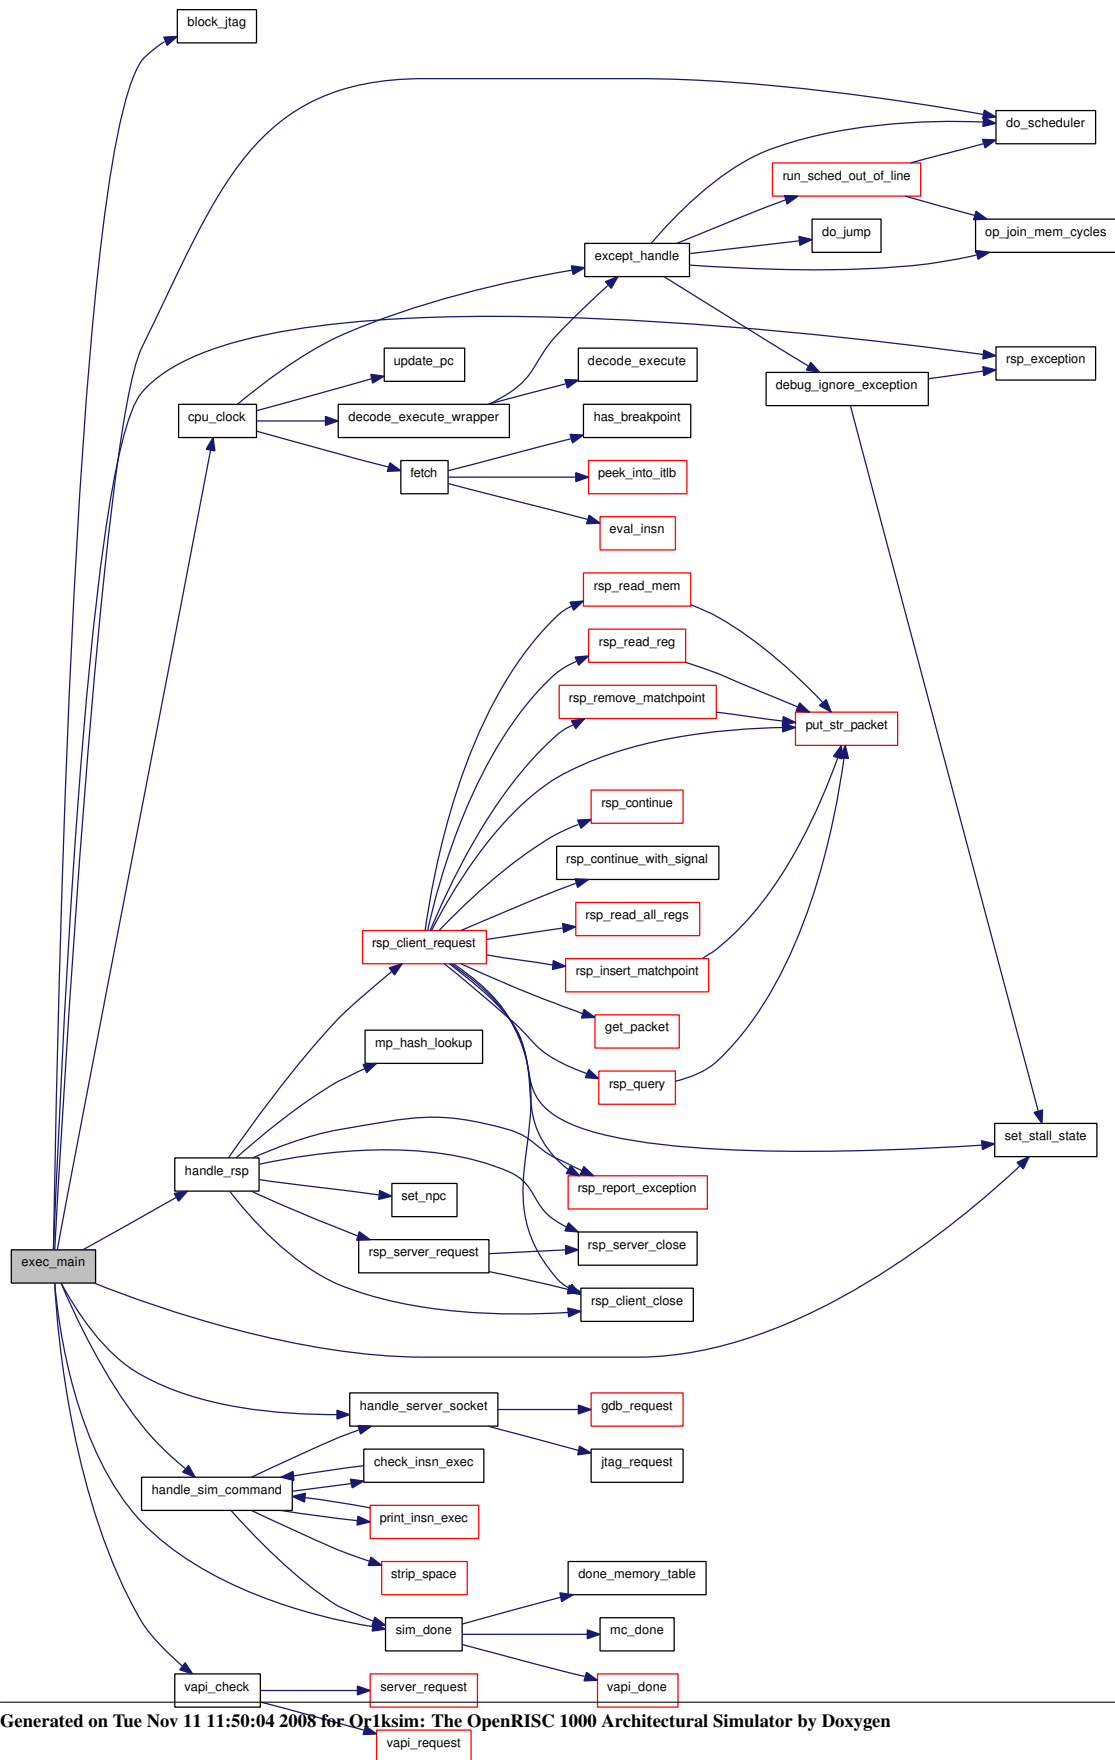 block_jtag
do_scheduler
run_sched_out_of_line
do_jump
op_join_mem_cycles
except_handle
update_pc
decode_execute
rsp_exception
debug_ignore_exception
cpu_clock
decode_execute_wrapper
has_breakpoint
fetch
peek_into_itlb
eval_insn
rsp_read_mem
rsp_read_reg
rsp_remove_matchpoint
put_str_packet
rsp_continue
rsp_continue_with_signal
rsp_read_all_regs
rsp_client_request
rsp_insert_matchpoint
get_packet
mp_hash_lookup
rsp_query
set_stall_state
handle_rsp
rsp_report_exception
set_npc
rsp_server_request
rsp_server_close
exec_main
rsp_client_close
handle_server_socket
gdb_request
check_insn_exec
jtag_request
handle_sim_command
print_insn_exec
strip_space
done_memory_table
sim_done
mc_done
vapi_check
server_request
vapi_done
Generated on Tue Nov 11 11:50:04 2008 for Or1ksim: The OpenRISC 1000 Architectural Simulator by Doxygen
vapi_request